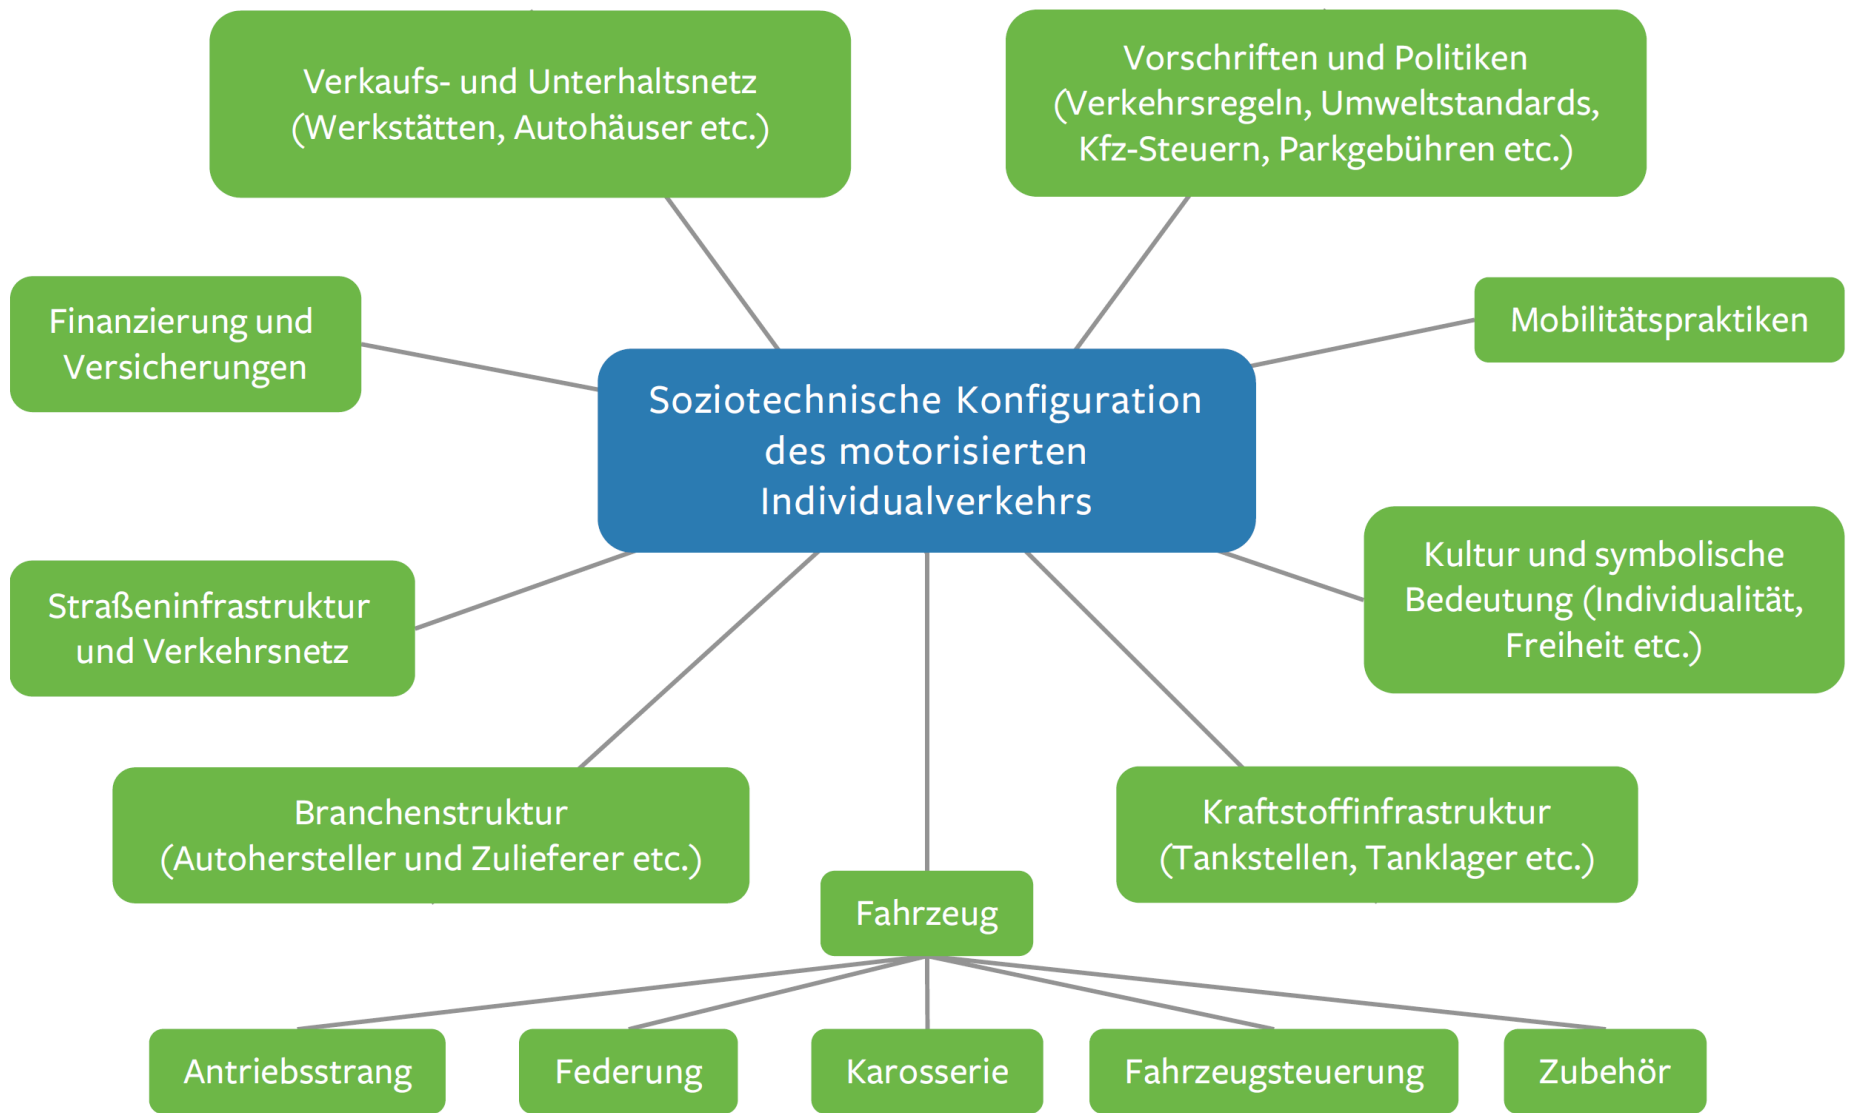 Verkaufs- und Unterhaltsnetz
(Werkstätten, Autohäuser etc.)
Vorschriften und Politiken
(Verkehrsregeln, Umweltstandards,
Kfz-Steuern, Parkgebühren etc.)
Finanzierung und
Versicherungen
Mobilitätspraktiken
Soziotechnische Konfiguration
des motorisierten
Individualverkehrs
Straßeninfrastruktur
und Verkehrsnetz
Kultur und symbolische
Bedeutung (Individualität,
Freiheit etc.)
Branchenstruktur
(Autohersteller und Zulieferer etc.)
Kraftstoffinfrastruktur
(Tankstellen, Tanklager etc.)
Fahrzeug
Antriebsstrang
Federung
Karosserie
Fahrzeugsteuerung
Zubehör